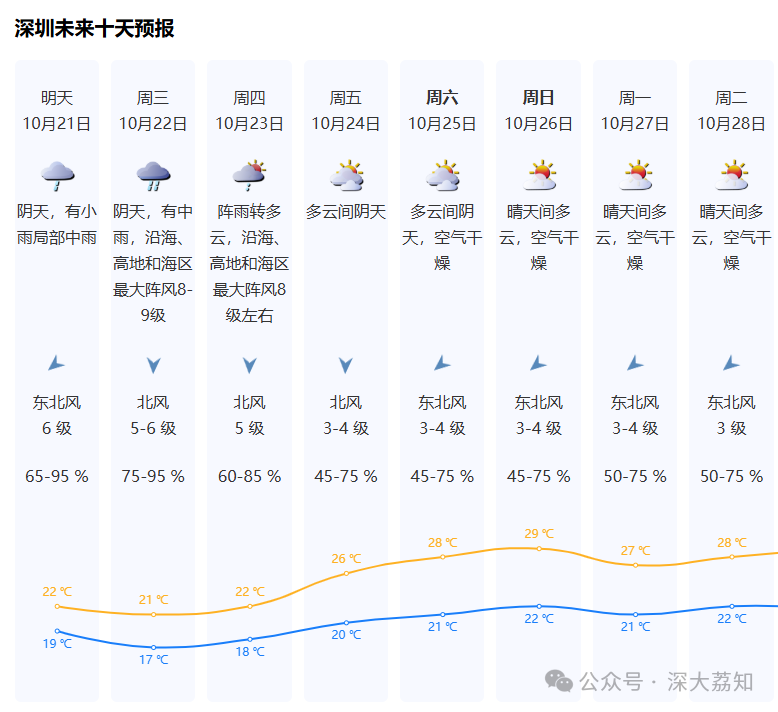 深圳未来十天预报
明天 周三 周四 周五 周六 周日 周一 周二
10月21日 10月22日 10月23日 10月24日 10月25日 10月26日 10月27日 10月28日
阴天，有小 阴天，有中 阵雨转多 多云间阴天 多云间阴 晴天间多 晴天间多 晴天间多
雨局部中雨 雨，沿海、 云，沿海、 天，空气干 云，空气干 云，空气干 云，空气干
高地和海区 高地和海区 燥 燥 燥 燥
最大阵风8- 最大阵风8
9级 级左右
东北风 北风 北风 北风 东北风 东北风 东北风 东北风
6 级 5-6 级 5 级 3-4 级 3-4 级 3-4 级 3-4 级 3 级
65-95 % 75-95 % 60-85 % 45-75 % 45-75 % 45-75 % 50-75 % 50-75 %
22 ℃ 21 ℃ 22 ℃ 26 ℃ 28 ℃ 29 ℃ 27 ℃ 28 ℃
19 ℃ 17 ℃ 18 ℃ 20 ℃ 21 ℃ 22 ℃ 21 ℃ 22 ℃
公众号 · 深大荔知